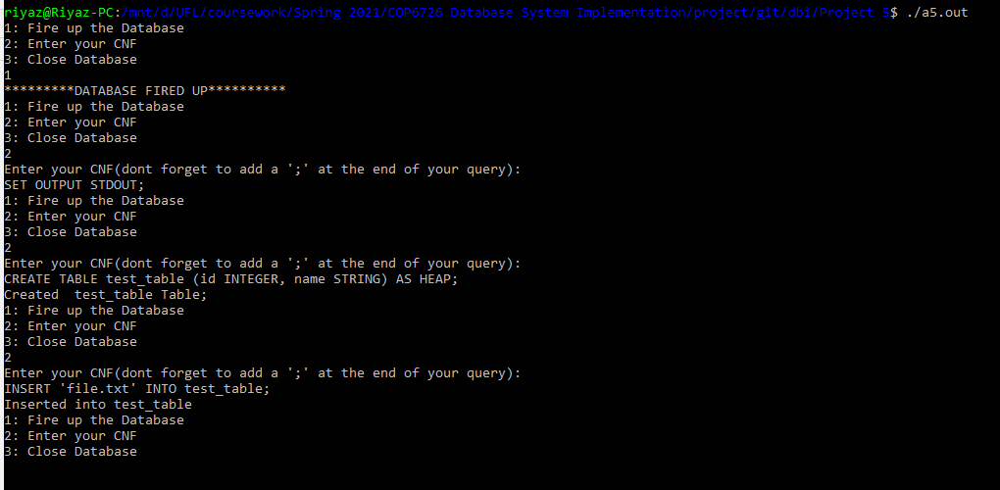 riyaz@Riyaz-PC:/mnt/d/UFL/coursework/Spring 2021/COP6726 Database System Implementation/project/git/dbi/Project 5$ ./a5.out
1: Fire up the Database
2: Enter your CNF
3: Close Database
1
*********DATABASE FIRED UP**********
1: Fire up the Database
2: Enter your CNF
3: Close Database
2
Enter your CNF(dont forget to add a ';' at the end of your query):
SET OUTPUT STDOUT;
1: Fire up the Database
2: Enter your CNF
3: Close Database
2
Enter your CNF(dont forget to add a ';' at the end of your query):
CREATE TABLE test_table (id INTEGER, name STRING) AS HEAP;
Created  test_table Table;
1: Fire up the Database
2: Enter your CNF
3: Close Database
2
Enter your CNF(dont forget to add a ';' at the end of your query):
INSERT 'file.txt' INTO test_table;
Inserted into test_table
1: Fire up the Database
2: Enter your CNF
3: Close Database